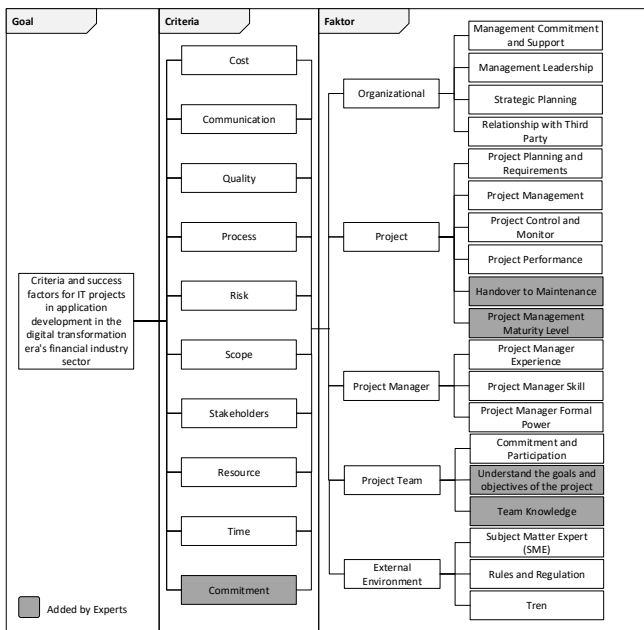 Goal
Criteria
Faktor
Criteria and success
factors for IT projects
in application
development in the
digital transformation
era's financial industry
sector
Cost
Communication
Quality
Process
Risk
Scope
Stakeholders
Resource
Time
Commitment
Organizational
Management Commitment
and Support
Management Leadership
Strategic Planning
Relationship with Third
Party
Project
Project Planning and
Requirements
Project Management
Project Control and
Monitor
Project Performance
Handover to Maintenance
Project Management
Maturity Level
Project Manager
Project Manager
Experience
Project Manager Skill
Project Manager Formal
Power
Project Team
Commitment and
Participation
Understand the goals and
objectives of the project
Team Knowledge
External
Environment
Subject Matter Expert
(SME)
Rules and Regulation
Tren
Added by Experts